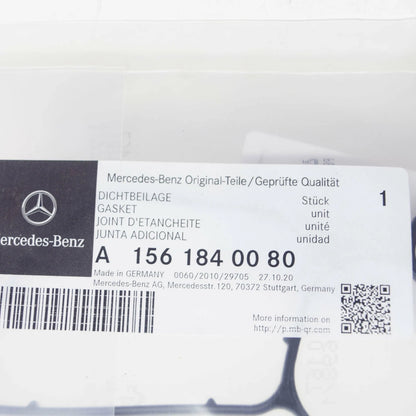 Mercedes-Benz Original-Teile/Geprüfte Qualität
DICHTBEILAGE
GASKET
JOINT D'ETANCHEITE
JUNTA ADICIONAL
Stück
unit
unité
unidad
1
ercedes-Benz
A 156 184 00 80
Made in GERMANY 0060/2010/29705 27.10.20
Mercedes-Benz AG, Mercedesstr.120, 70372 Stuttgart, Germany
More information on
http://p.mb-qr.com/